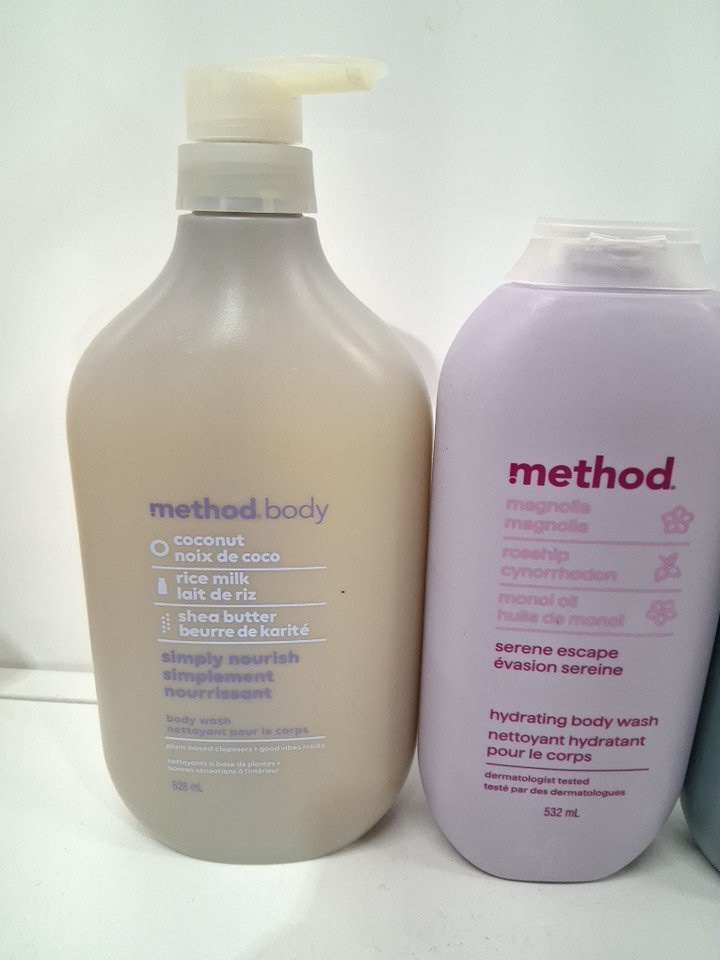 method. body
coconut
noix de coco
rice milk
lait de riz
shea butter
beurre de karité
simply nourish
simplement
nourrissant
body wash
nettoyant pour le corps
plant-based cleansers + good vibes inside
nettoyants à base de plantes +
bonnes sensations à l'intérieur
828 mL
method.
magnolia
magnolia
rosehip
cynorrhodon
monoi oil
huile de monoï
serene escape
évasion sereine
hydrating body wash
nettoyant hydratant
pour le corps
dermatologist tested
testé par des dermatologues
532 mL